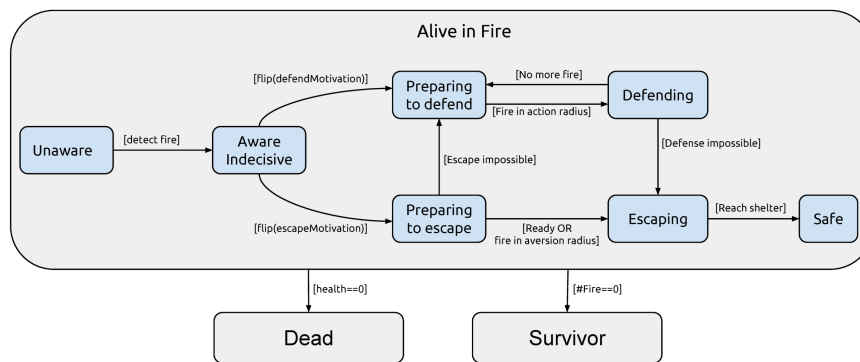 Alive in Fire
[flip(defendMotivation)]
Preparing
to defend
[No more fire]
[Fire in action radius]
Defending
Unaware
[detect fire]
Aware
Indecisive
[Escape impossible]
[Defense impossible]
[flip(escapeMotivation)]
Preparing
to escape
[Ready OR
fire in aversion radius]
Escaping
[Reach shelter]
Safe
[health==0]
[#Fire==0]
Dead
Survivor